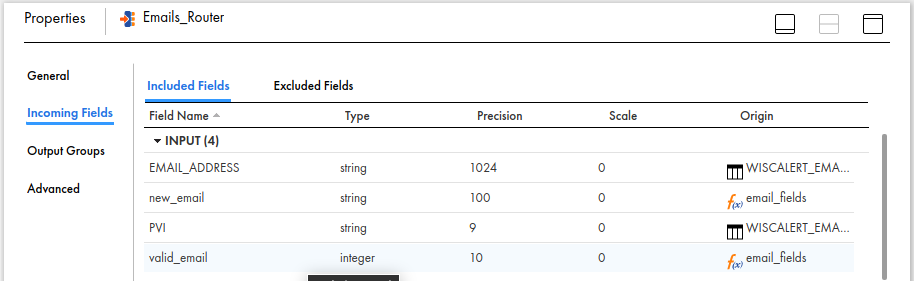 Properties Emails_Router
General
Incoming Fields
Output Groups
Advanced
Included Fields Excluded Fields
Field Name Type Precision Scale Origin
INPUT (4)
EMAIL_ADDRESS string 1024 0 WISCALERT_EMA...
new_email string 100 0 f(x) email_fields
PVI string 9 0 WISCALERT_EMA...
valid_email integer 10 0 f(x) email_fields